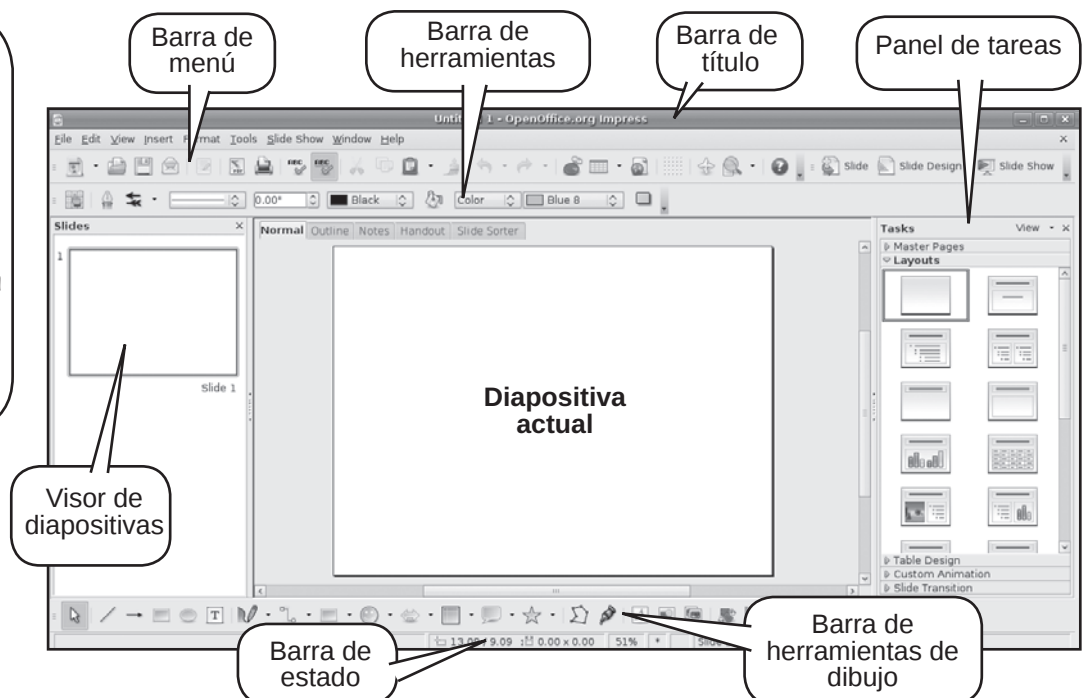 Barra de
menú
Barra de
herramientas
Barra de
título
Panel de tareas
1 - OpenOffice.org Impress
File Edit View Insert Format Tools Slide Show Window Help
Slide Slide Design Slide Show
0.00° Black Color Blue 8
Slides
Normal Outline Notes Handout Slide Sorter
Tasks View
1
Master Pages
Layouts
Slide 1
Diapositiva
actual
Visor de
diapositivas
Table Design
Custom Animation
Slide Transition
T
9.09 0.00 x 0.00 51% *
Barra de
estado
Barra de
herramientas de
dibujo